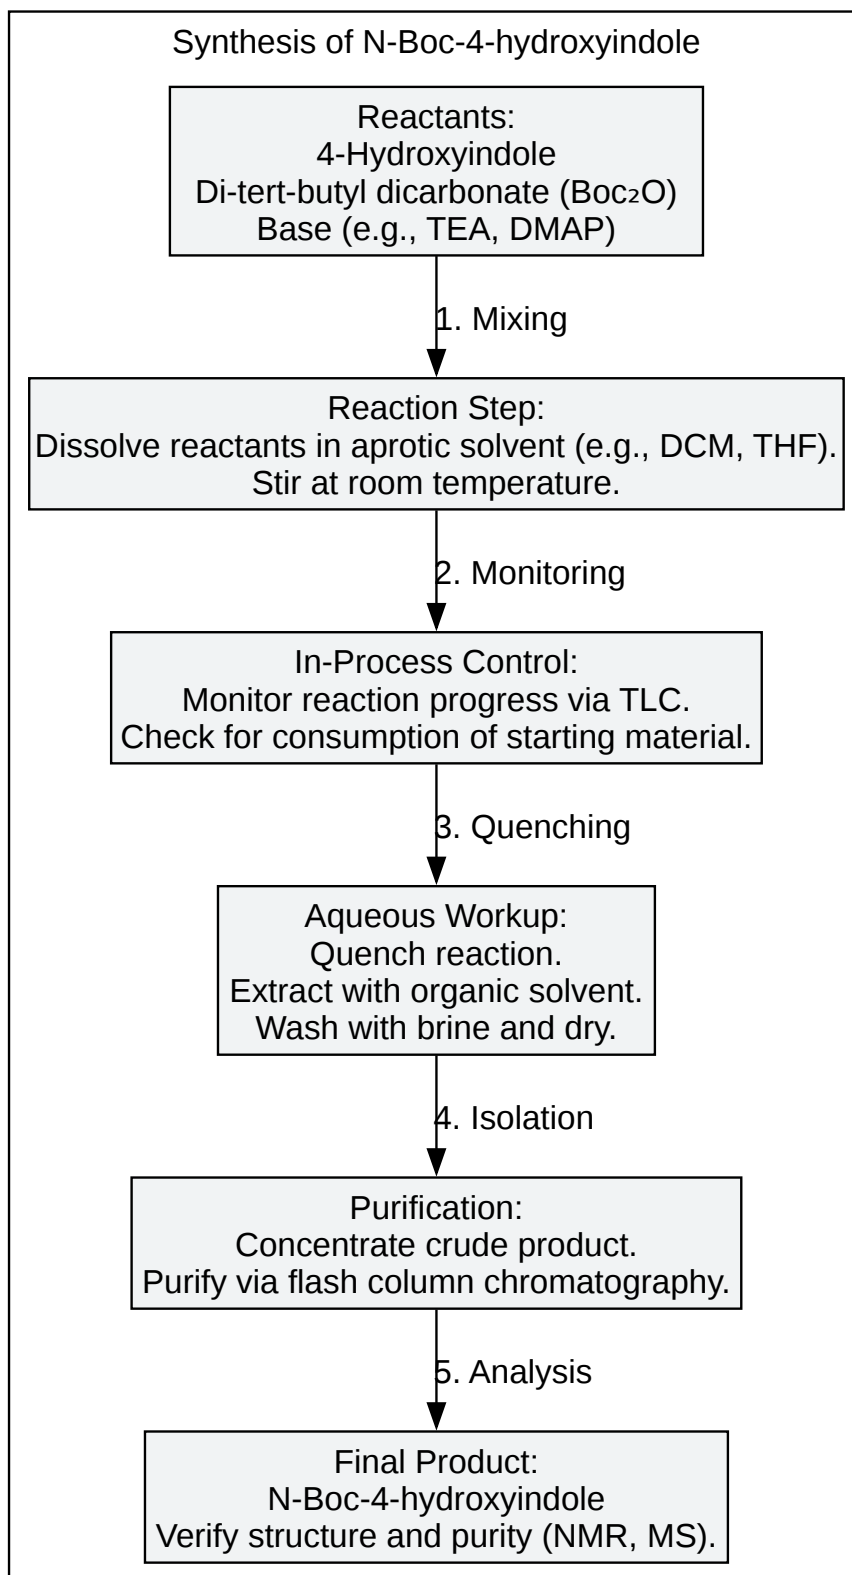 Synthesis of N-Boc-4-hydroxyindole
Reactants:
4-Hydroxyindole
Di-tert-butyl dicarbonate (Boc₂O)
Base (e.g., TEA, DMAP)
1. Mixing
Reaction Step:
Dissolve reactants in aprotic solvent (e.g., DCM, THF).
Stir at room temperature.
2. Monitoring
In-Process Control:
Monitor reaction progress via TLC.
Check for consumption of starting material.
3. Quenching
Aqueous Workup:
Quench reaction.
Extract with organic solvent.
Wash with brine and dry.
4. Isolation
Purification:
Concentrate crude product.
Purify via flash column chromatography.
5. Analysis
Final Product:
N-Boc-4-hydroxyindole
Verify structure and purity (NMR, MS).